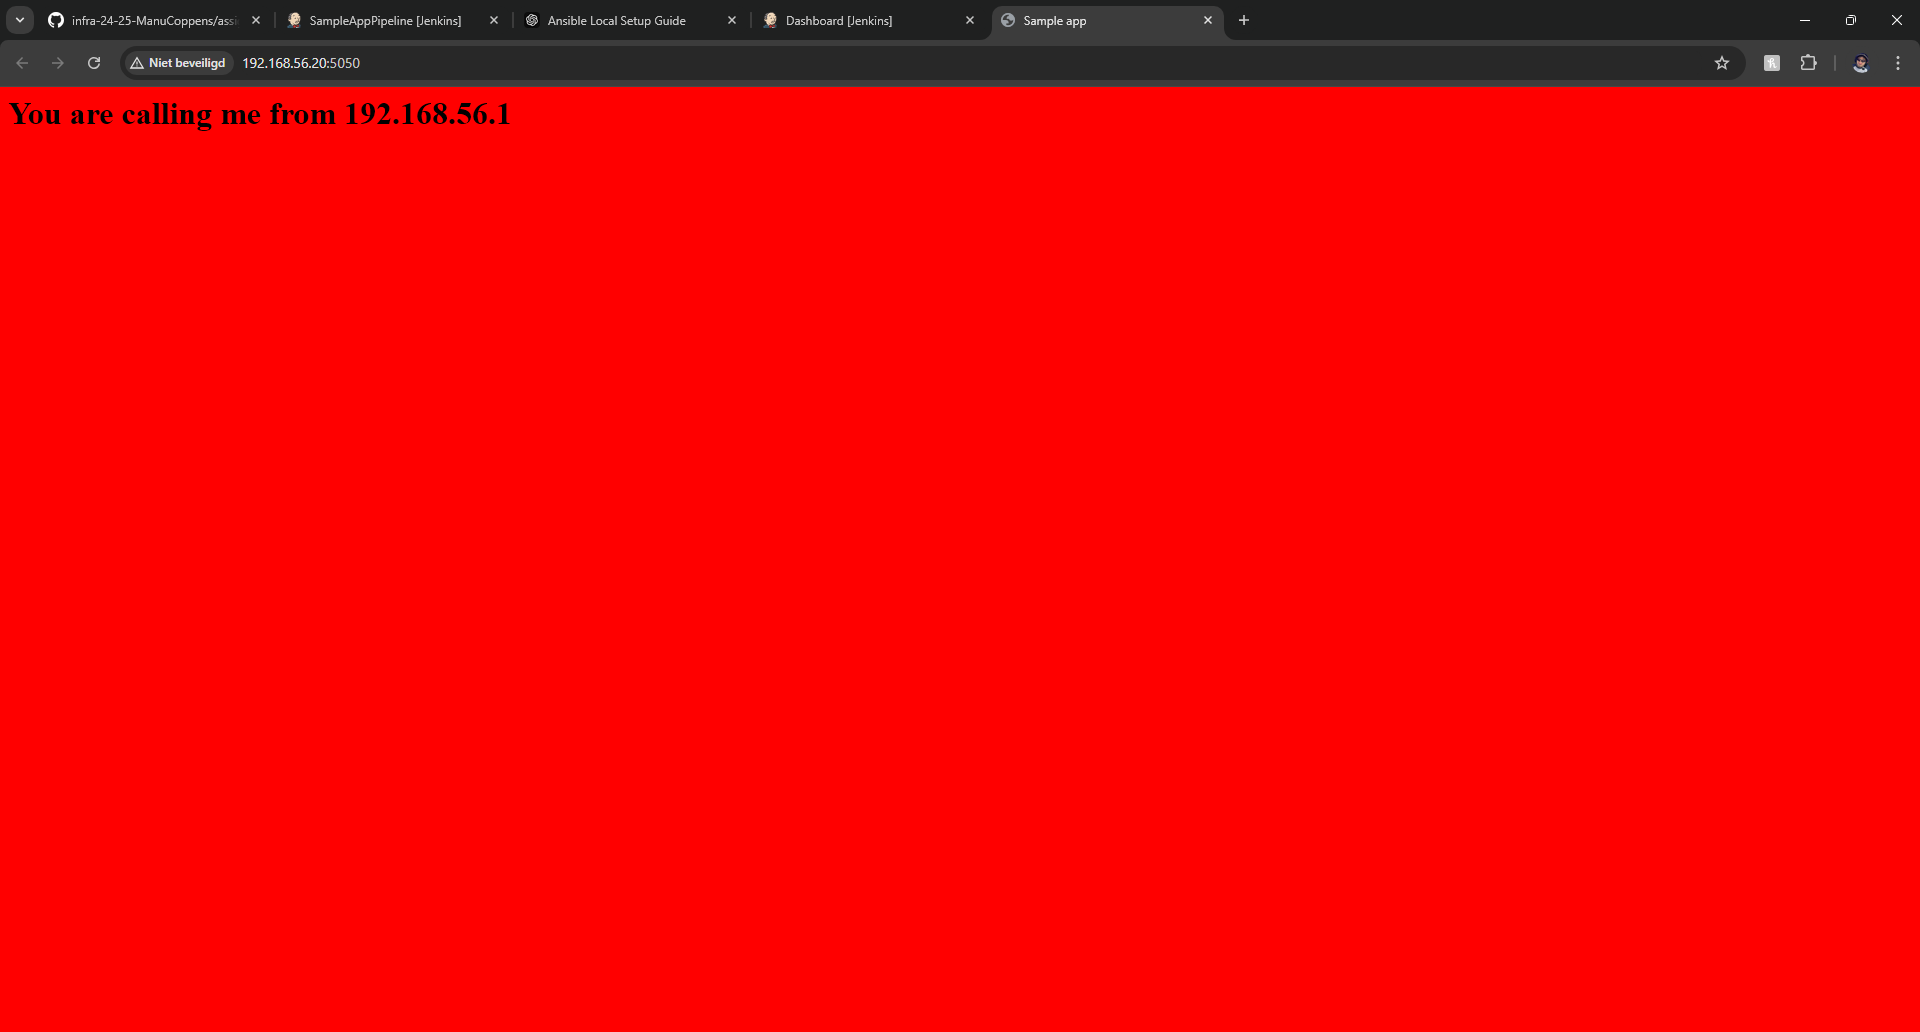 infra-24-25-ManuCoppens/assi
SampleAppPipeline [Jenkins]
Ansible Local Setup Guide
Dashboard [Jenkins]
Sample app
Niet beveiligd
192.168.56.20:5050
You are calling me from 192.168.56.1